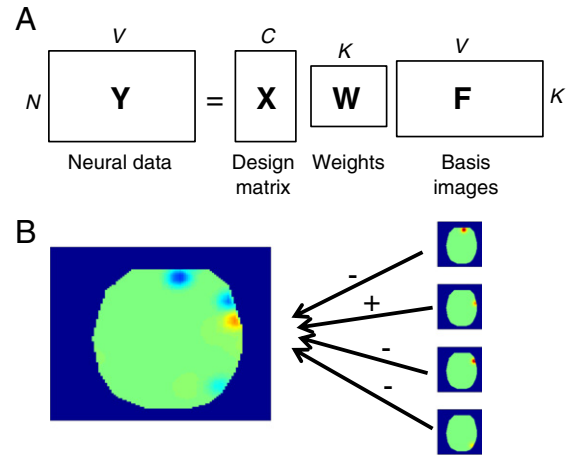 A
V C
K V
N Y = X W F K
Neural data Design Weights Basis
matrix images
B
-
+
-
-